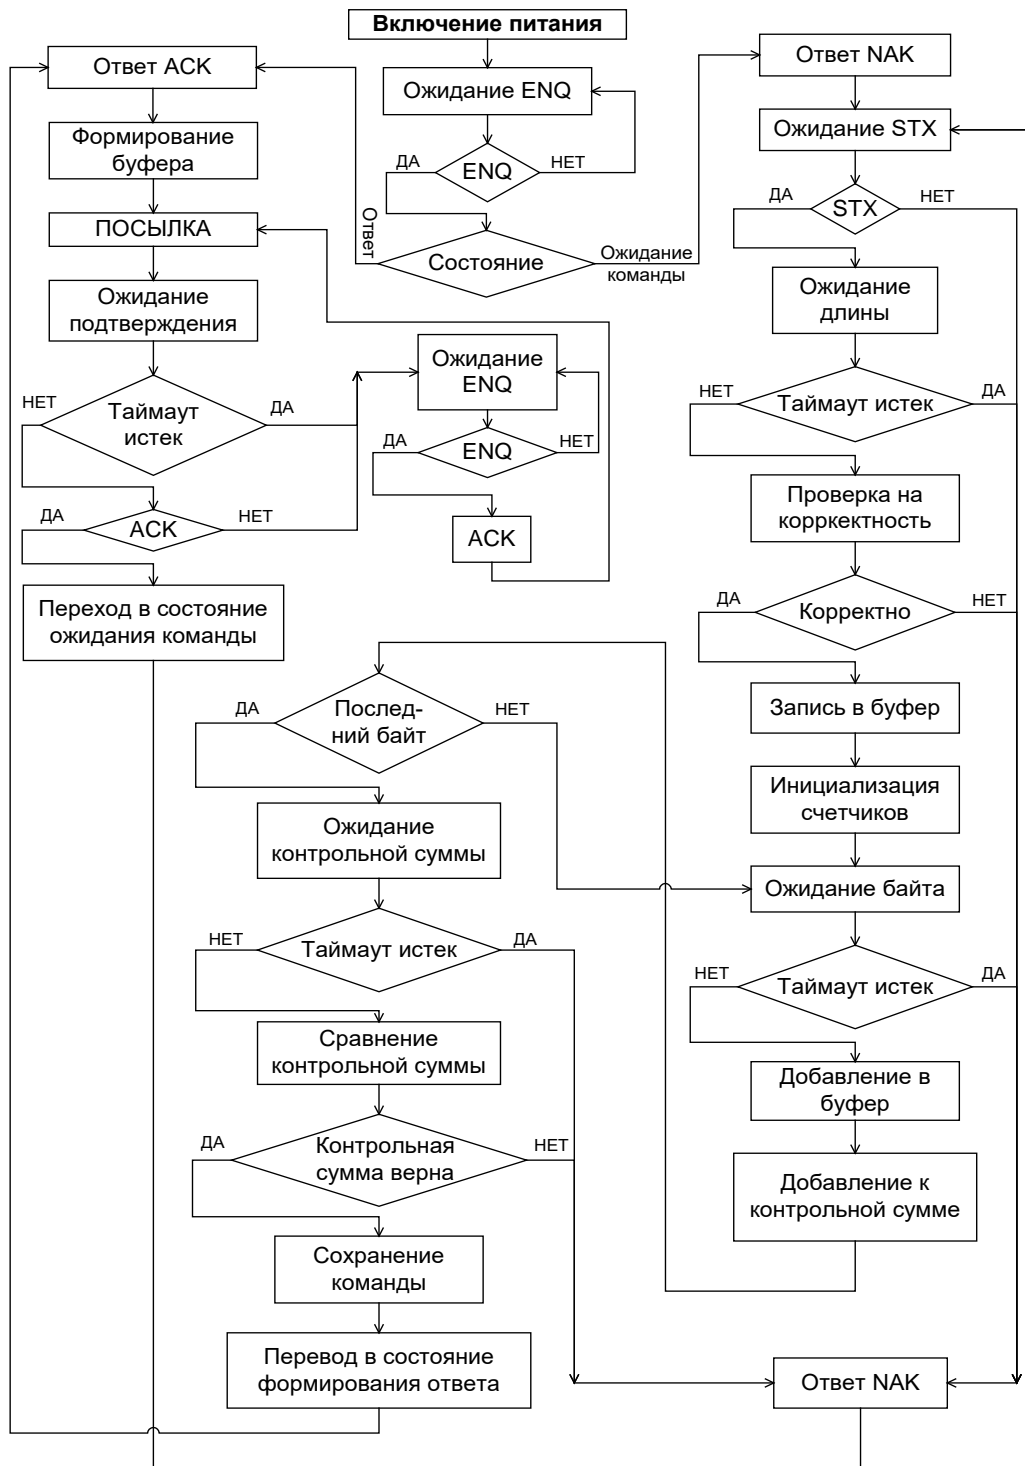 Включение питания
Ответ ACK
Ожидание ENQ
Ответ NAK
Формирование
буфера
ДА
ENQ
НЕТ
Ожидание STX
ДА
STX
НЕТ
ПОСЫЛКА
Ответ
Состояние
Ожидание
команды
Ожидание
подтверждения
Ожидание
длины
НЕТ
Таймаут
истек
ДА
Ожидание
ENQ
ДА
ENQ
НЕТ
НЕТ
Таймаут истек
ДА
ДА
ACK
НЕТ
ACK
Проверка на
корркектность
Переход в состояние
ожидания команды
ДА
Корректно
НЕТ
ДА
Послед-
ний байт
НЕТ
Запись в буфер
Инициализация
счетчиков
Ожидание
контрольной суммы
Ожидание байта
НЕТ
Таймаут истек
ДА
НЕТ
Таймаут истек
ДА
Сравнение
контрольной суммы
Добавление в
буфер
ДА
Контрольная
сумма верна
НЕТ
Добавление к
контрольной сумме
Сохранение
команды
Перевод в состояние
формирования ответа
Ответ NAK